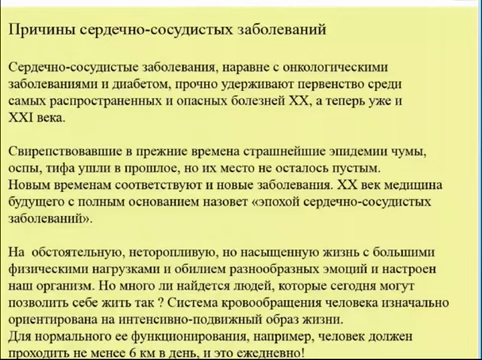 Причины сердечно-сосудистых заболеваний
Сердечно-сосудистые заболевания, наравне с онкологическими
заболеваниями и диабетом, прочно удерживают первенство среди
самых распространенных и опасных болезней XX, а теперь уже и
XXI века.
Свирепствовавшие в прежние времена страшнейшие эпидемии чумы,
оспы, тифа ушли в прошлое, но их место не осталось пустым.
Новым временам соответствуют и новые заболевания. XX век медицина
будущего с полным основанием назовет «эпохой сердечно-сосудистых
заболеваний».
На обстоятельную, неторопливую, но насыщенную жизнь с большими
физическими нагрузками и обилием разнообразных эмоций и настроен
наш организм. Но много ли найдется людей, которые сегодня могут
позволить себе жить так ? Система кровообращения человека изначально
ориентирована на интенсивно-подвижный образ жизни.
Для нормального ее функционирования, например, человек должен
проходить не менее 6 км в день, и это ежедневно!